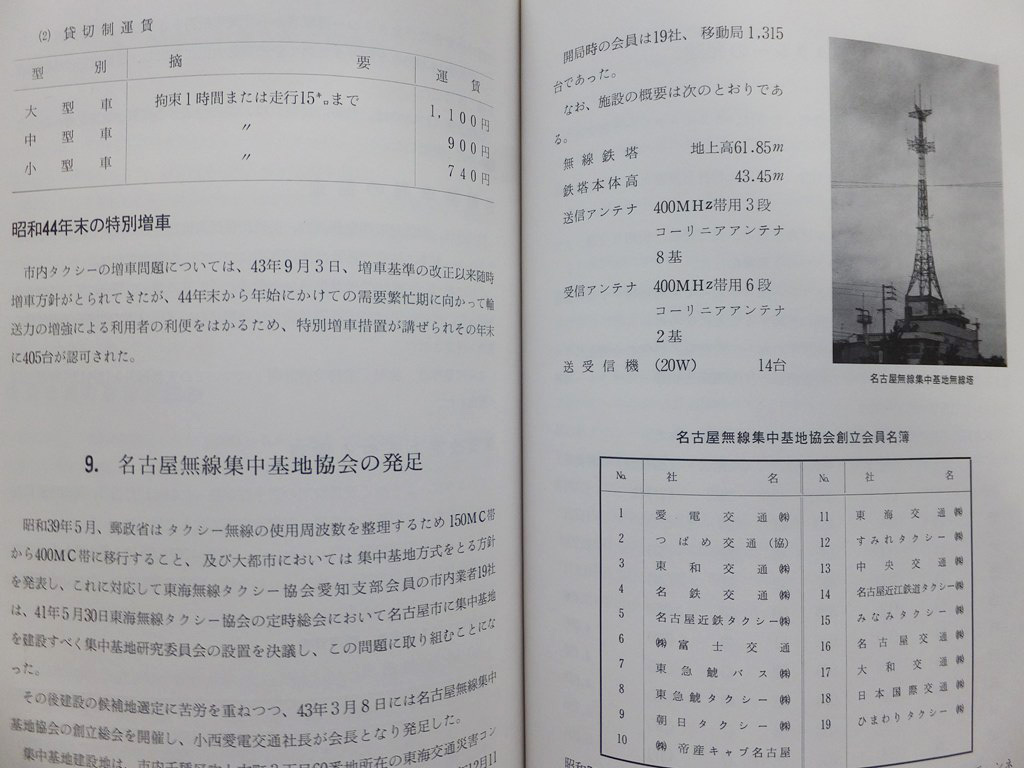 (2) 貸切制運賃
型別 摘要 運賃
大型車 拘束1時間または走行15㌔まで 1,100円
中型車 〃 900円
小型車 〃 740円
昭和44年末の特別増車
市内タクシーの増車問題については、43年9月3日、増車基準の改正以来随時
増車方針がとられてきたが、44年末から年始にかけての需要繁忙期に向かって輸
送力の増強による利用者の利便をはかるため、特別増車措置が講ぜられその年末
に405台が認可された。
9. 名古屋無線集中基地協会の発足
昭和39年5月、郵政省はタクシー無線の使用周波数を整理するため150MC帯
から400MC帯に移行すること、及び大都市においては集中基地方式をとる方針
を発表し、これに対応して東海無線タクシー協会愛知支部会員の市内業者19社
は、41年5月30日東海無線タクシー協会の定時総会において名古屋市に集中基地
を建設すべく集中基地研究委員会の設置を決議し、この問題に取り組むことにな
った。
その後建設の候補地選定に苦労を重ねつつ、43年3月8日には名古屋無線集中
基地協会の創立総会を開催し、小西愛電交通社長が会長となり発足した。
集中基地建設地は、市内千種区
所在の東海交通災害コン
開局時の会員は19社、移動局1,315
台であった。
なお、施設の概要は次のとおりであ
る。
無線鉄塔 地上高61.85m
鉄塔本体高 43.45m
送信アンテナ 400MHz帯用3段
コーリニアアンテナ
8基
受信アンテナ 400MHz帯用6段
コーリニアアンテナ
2基
送受信機 (20W) 14台
名古屋無線集中基地無線塔
名古屋無線集中基地協会創立会員名簿
No. 社名 No. 社名
1 愛電交通㈱ 11 東海交通㈱
2 つばめ交通(協) 12 すみれタクシー㈱
3 東和交通㈱ 13 中央交通㈱
4 名鉄交通㈱ 14 名古屋近江鉄道タクシー㈱
5 名古屋近鉄タクシー㈱ 15 みなみタクシー㈱
6 ㈱富士交通 16 名古屋交通㈱
7 東急鯱バス㈱ 17 大和交通㈱
8 東急鯱タクシー㈱ 18 日本国際交通㈱
9 朝日タクシー㈱ 19 ひまわりタクシー㈱
10 ㈱帝産キャブ名古屋